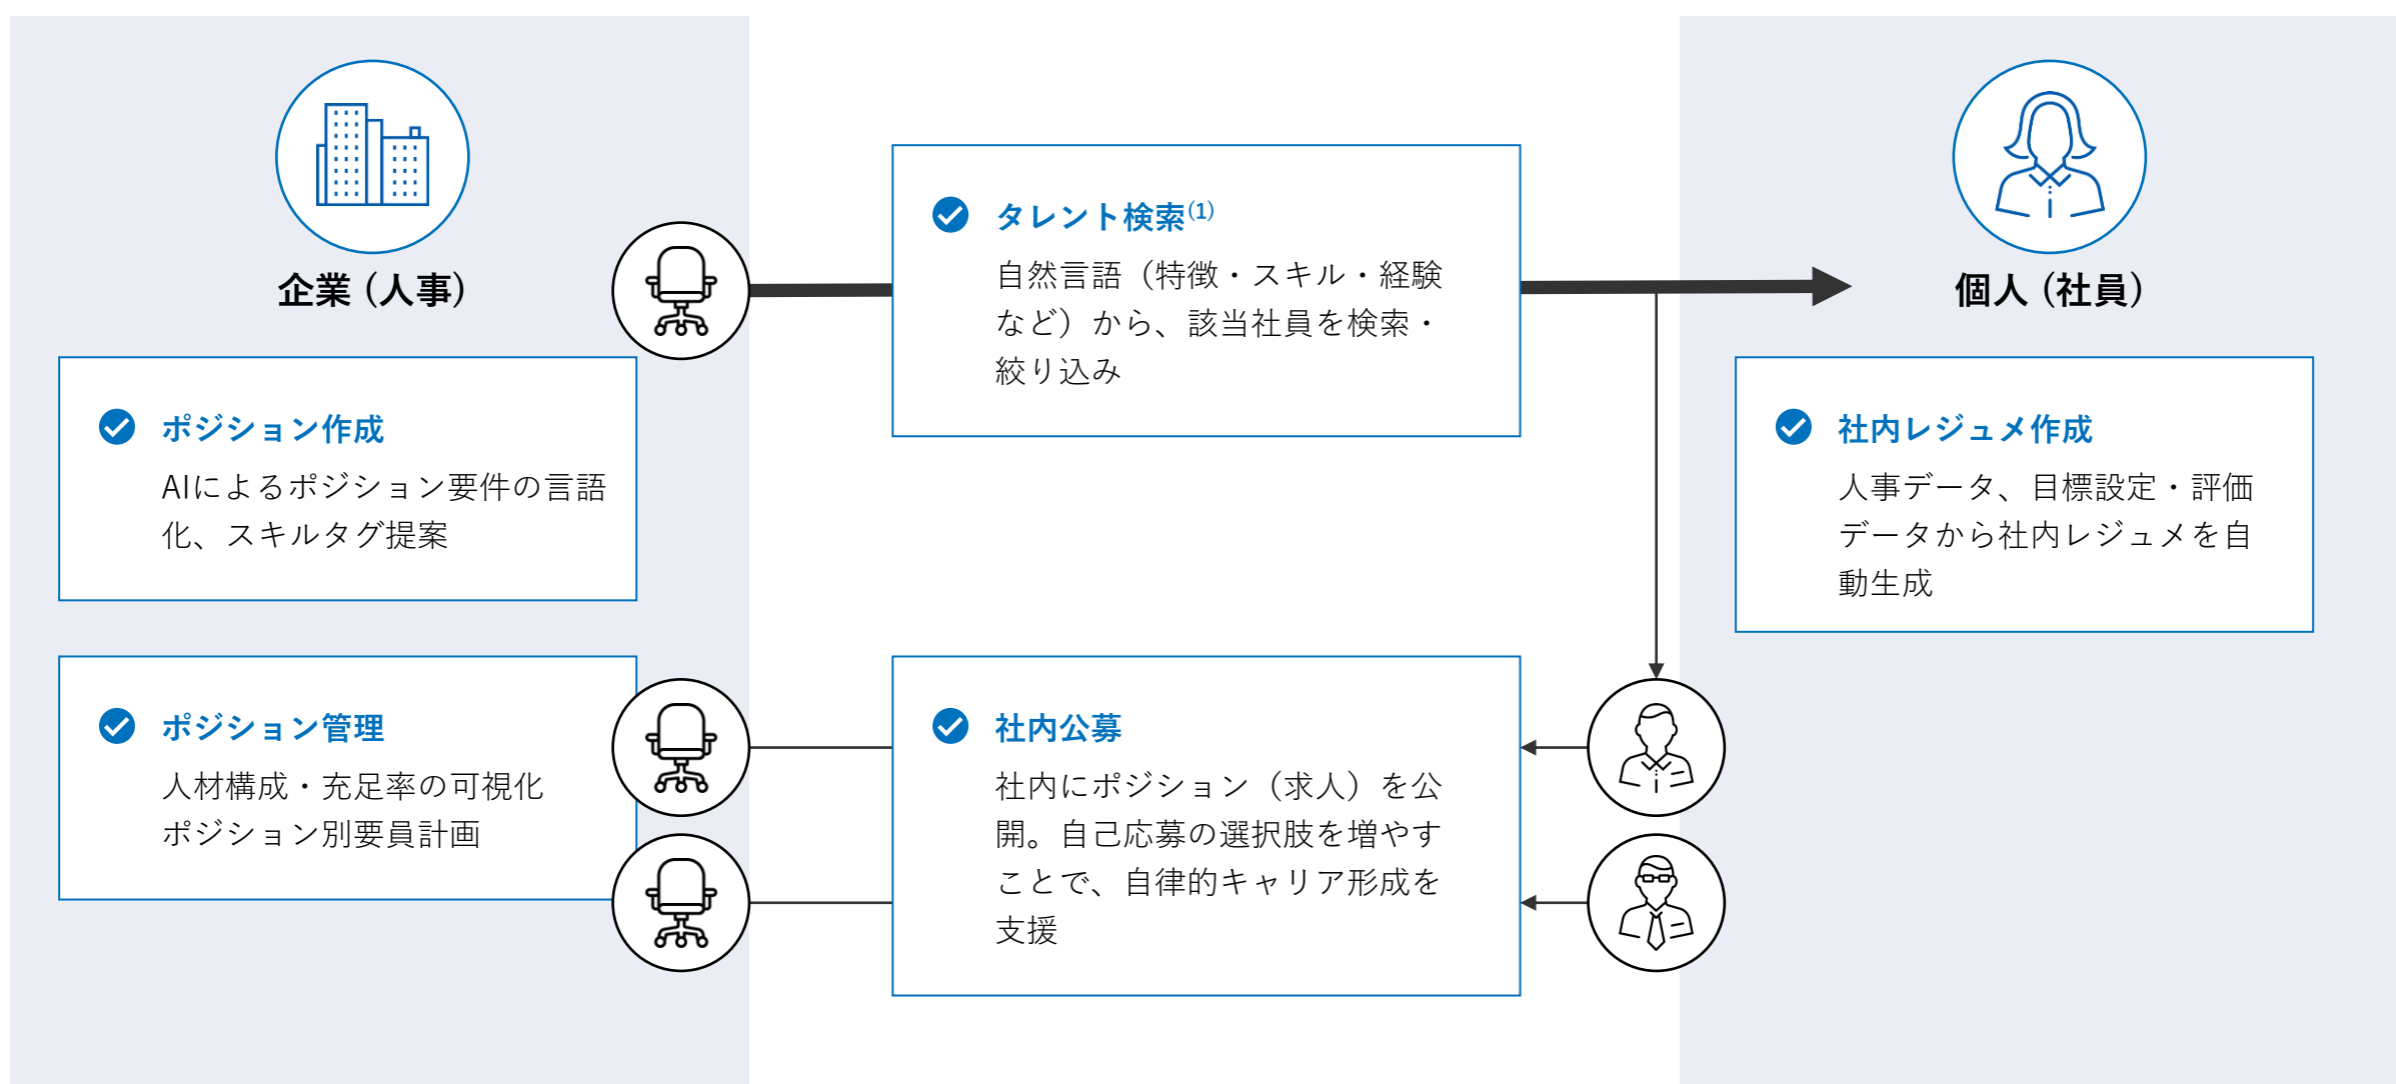 企業 (人事)
ポジション作成
AIによるポジション要件の言語
化、スキルタグ提案
ポジション管理
人材構成・充足率の可視化
ポジション別要員計画
タレント検索(1)
自然言語（特徴・スキル・経験
など）から、該当社員を検索・
絞り込み
社内公募
社内にポジション（求人）を公
開。自己応募の選択肢を増やす
ことで、自律的キャリア形成を
支援
個人 (社員)
社内レジュメ作成
人事データ、目標設定・評価
データから社内レジュメを自
動生成